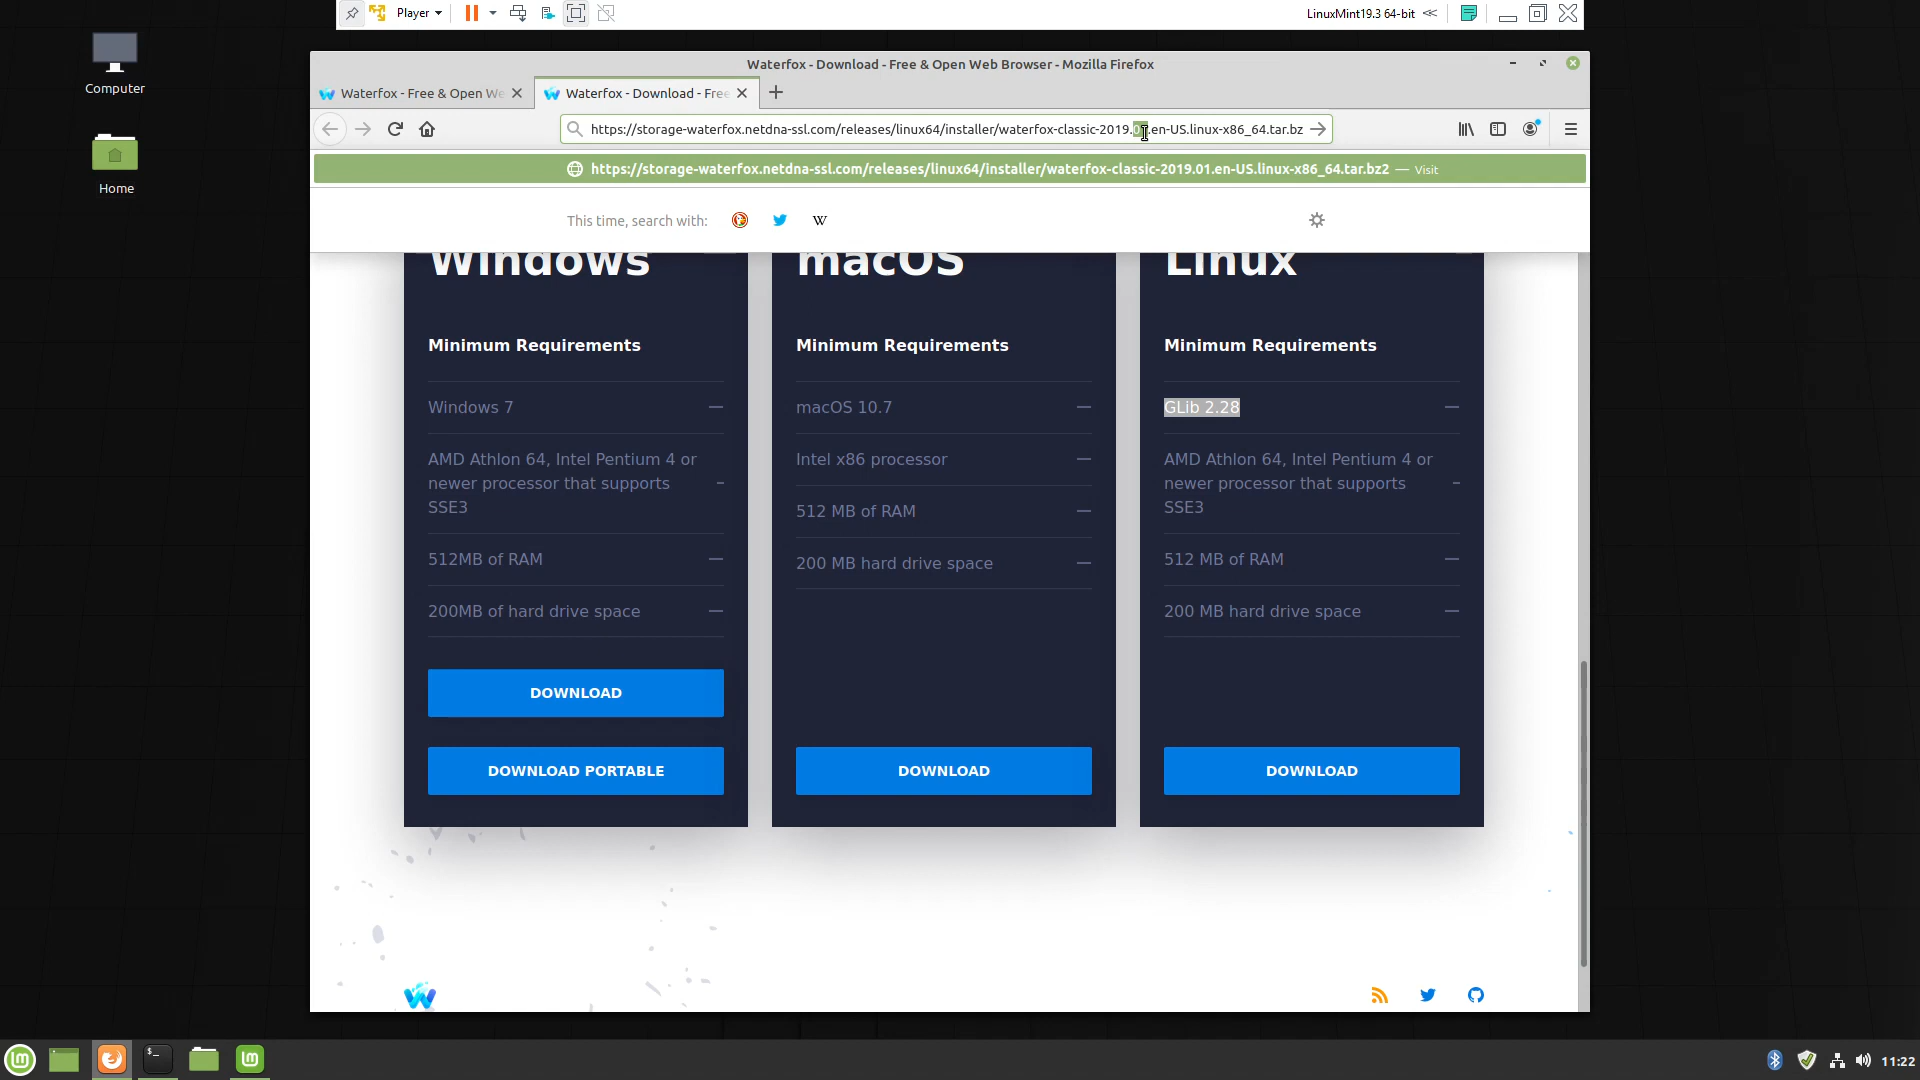 Player
LinuxMint19.3 64-bit
Computer
Home
Waterfox - Download - Free & Open Web Browser - Mozilla Firefox
Waterfox - Free & Open We
Waterfox - Download - Free
https://storage-waterfox.netdna-ssl.com/releases/linux64/installer/waterfox-classic-2019.01.en-US.linux-x86_64.tar.bz
https://storage-waterfox.netdna-ssl.com/releases/linux64/installer/waterfox-classic-2019.01.en-US.linux-x86_64.tar.bz2 — Visit
This time, search with:
W
Windows
Minimum Requirements
Windows 7
AMD Athlon 64, Intel Pentium 4 or
newer processor that supports
SSE3
512MB of RAM
200MB of hard drive space
DOWNLOAD
DOWNLOAD PORTABLE
macOS
Minimum Requirements
macOS 10.7
Intel x86 processor
512 MB of RAM
200 MB hard drive space
DOWNLOAD
Linux
Minimum Requirements
GLib 2.28
AMD Athlon 64, Intel Pentium 4 or
newer processor that supports
SSE3
512 MB of RAM
200 MB hard drive space
DOWNLOAD
11:22